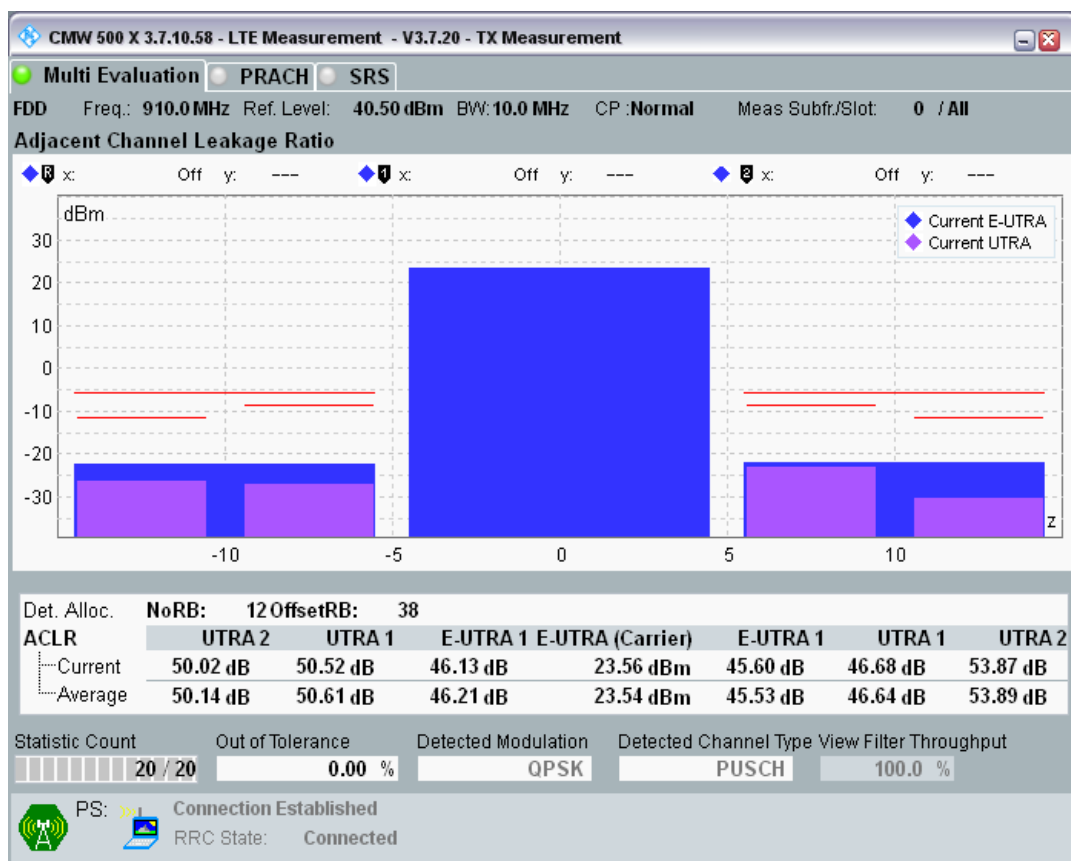 CMW 500 X 3.7.10.58 - LTE Measurement - V3.7.20 - TX Measurement
Multi Evaluation PRACH SRS
FDD Freq.: 910.0 MHz Ref. Level: 40.50 dBm BW: 10.0 MHz CP :Normal Meas Subfr./Slot: 0 / All
Adjacent Channel Leakage Ratio
R x: Off y: --- 1 x: Off y: --- 2 x: Off y: ---
dBm
Current E-UTRA
Current UTRA
30
20
10
0
-10
-20
-30
z
-10 -5 0 5 10
Det. Alloc. NoRB: 12 OffsetRB: 38
ACLR UTRA 2 UTRA 1 E-UTRA 1 E-UTRA (Carrier) E-UTRA 1 UTRA 1 UTRA 2
Current 50.02 dB 50.52 dB 46.13 dB 23.56 dBm 45.60 dB 46.68 dB 53.87 dB
Average 50.14 dB 50.61 dB 46.21 dB 23.54 dBm 45.53 dB 46.64 dB 53.89 dB
Statistic Count Out of Tolerance Detected Modulation Detected Channel Type View Filter Throughput
20 / 20 0.00 % QPSK PUSCH 100.0 %
PS: Connection Established
RRC State: Connected